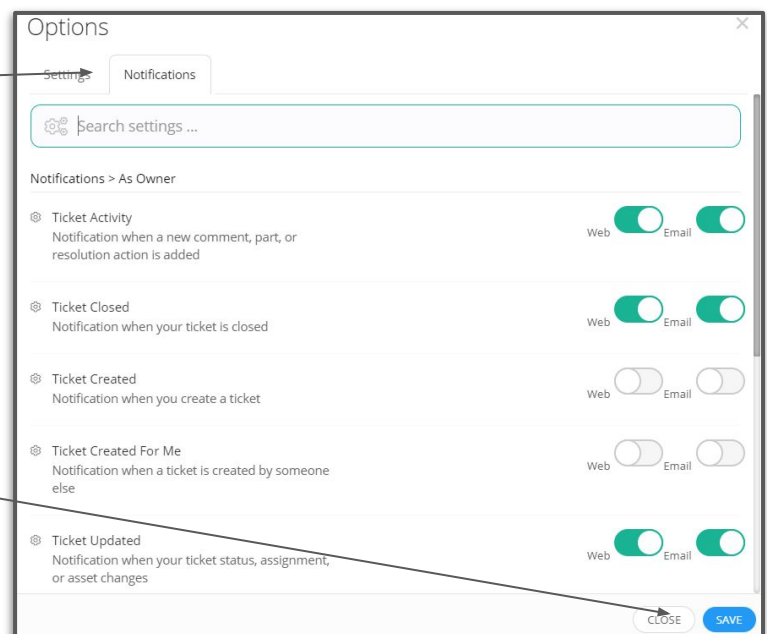 Options
Settings
Notifications
Search settings ...
Notifications > As Owner
Ticket Activity
Notification when a new comment, part, or
resolution action is added
Web
Email
Ticket Closed
Notification when your ticket is closed
Web
Email
Ticket Created
Notification when you create a ticket
Web
Email
Ticket Created For Me
Notification when a ticket is created by someone
else
Web
Email
Ticket Updated
Notification when your ticket status, assignment,
or asset changes
Web
Email
CLOSE
SAVE